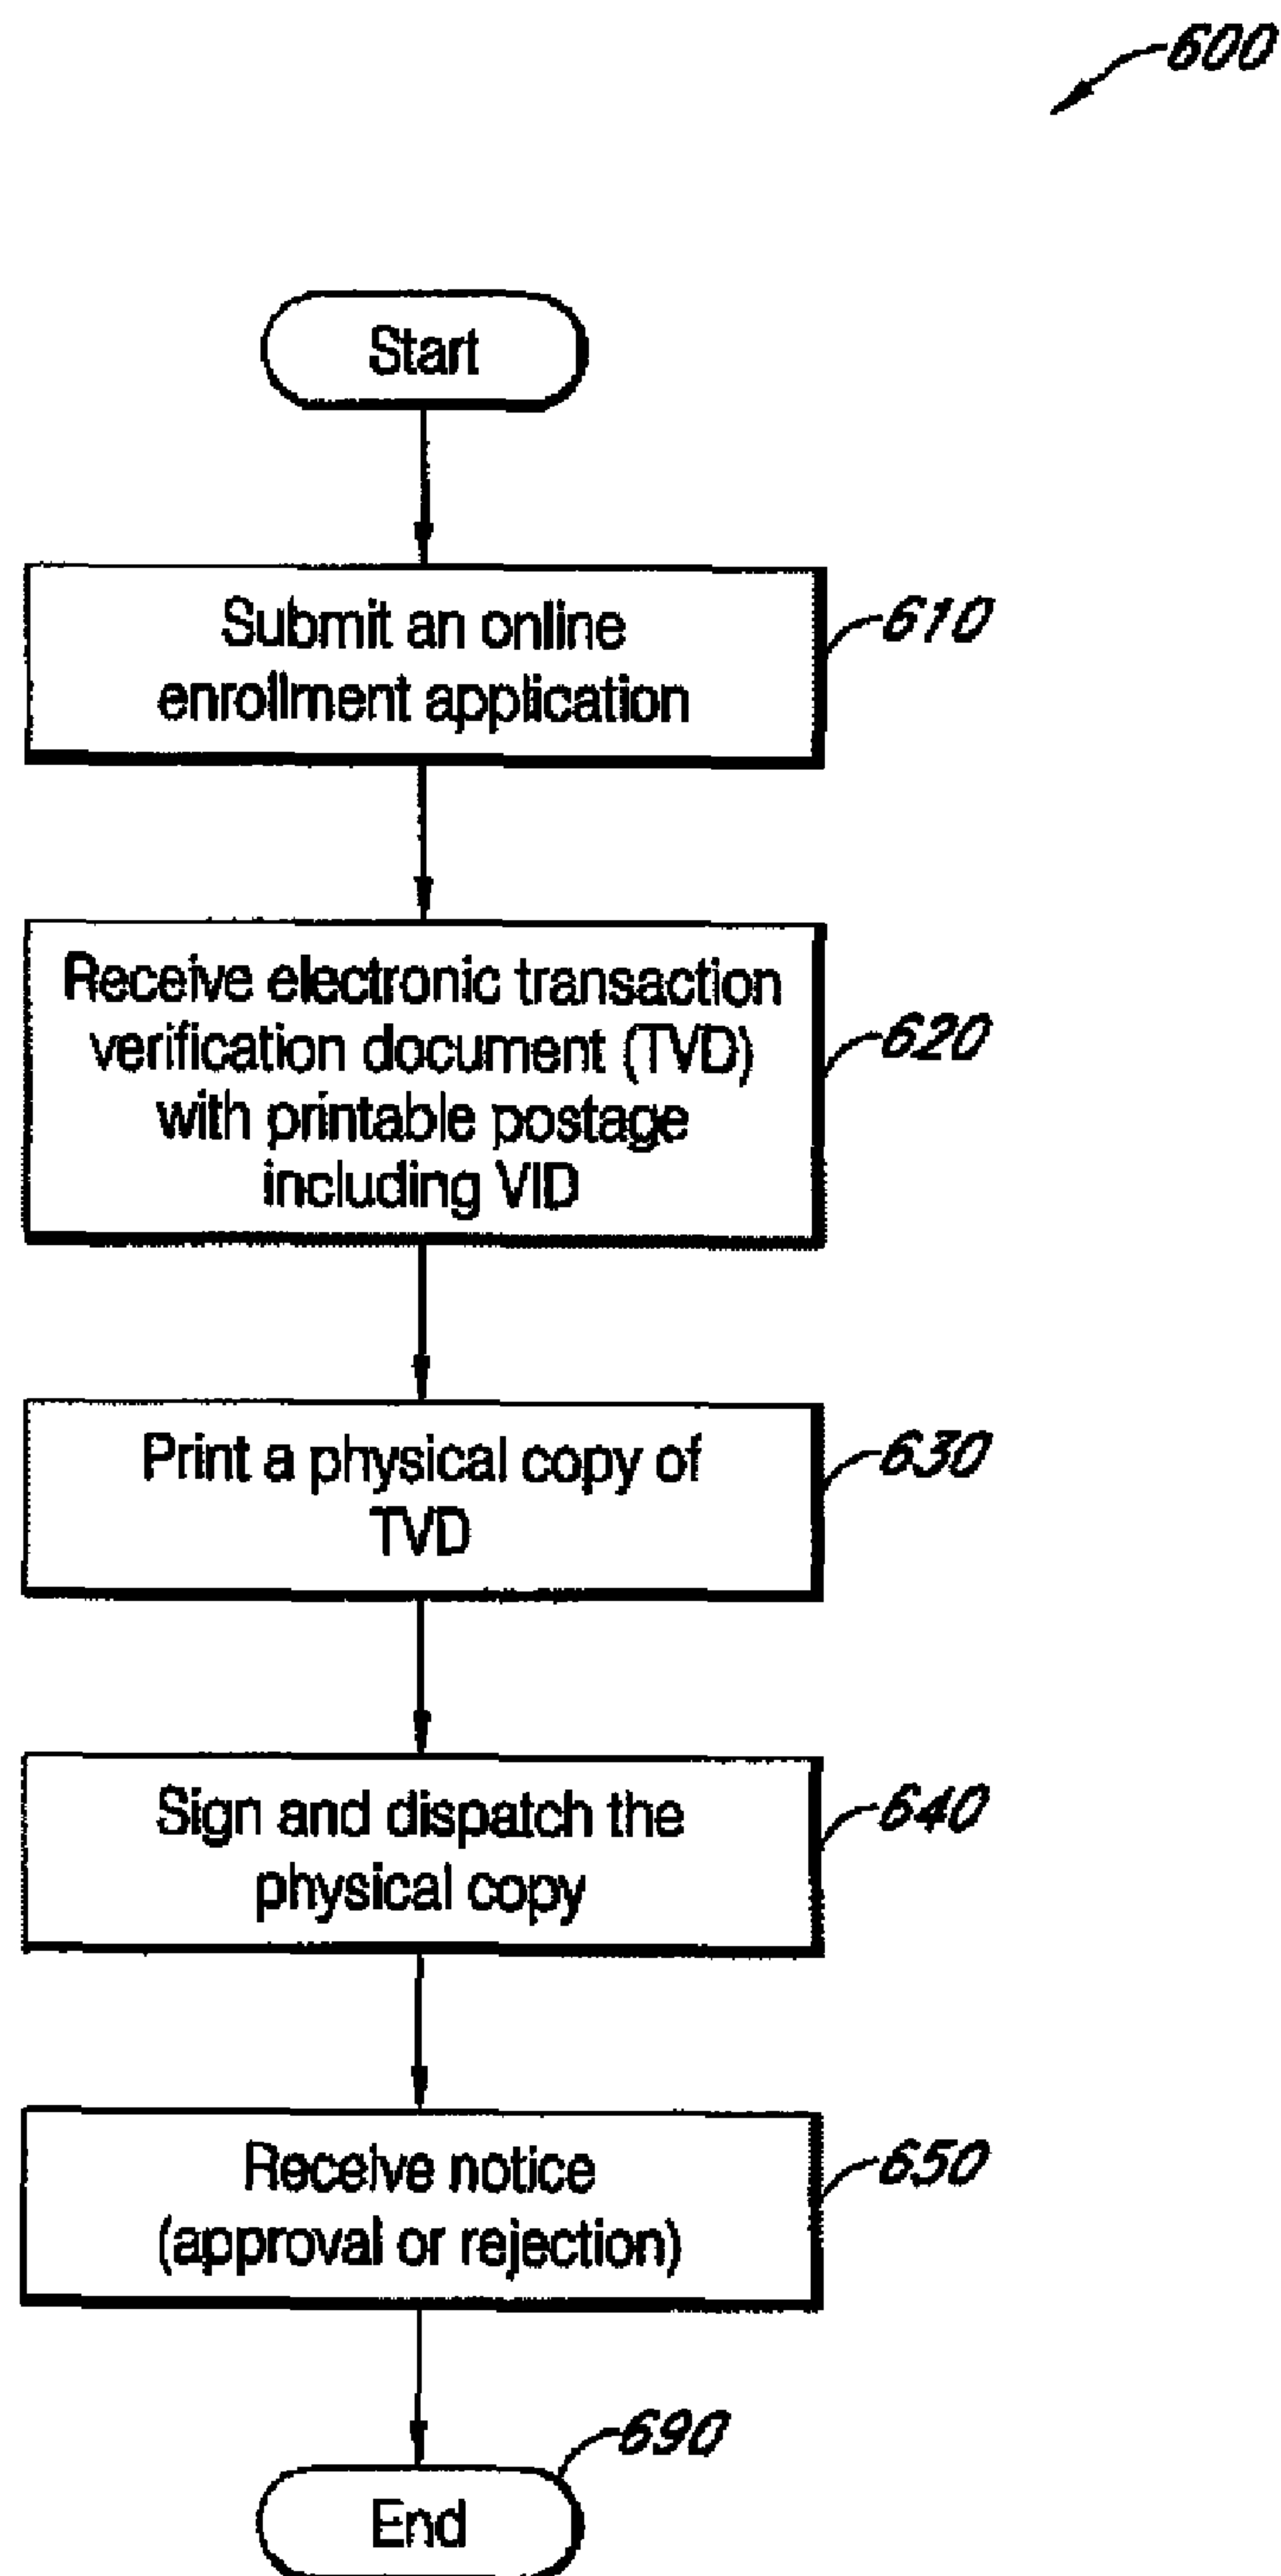 600
Start
Submit an online
enrollment application
610
Receive electronic transaction
verification document (TVD)
with printable postage
including VID
620
Print a physical copy of
TVD
630
Sign and dispatch the
physical copy
640
Receive notice
(approval or rejection)
650
690
End